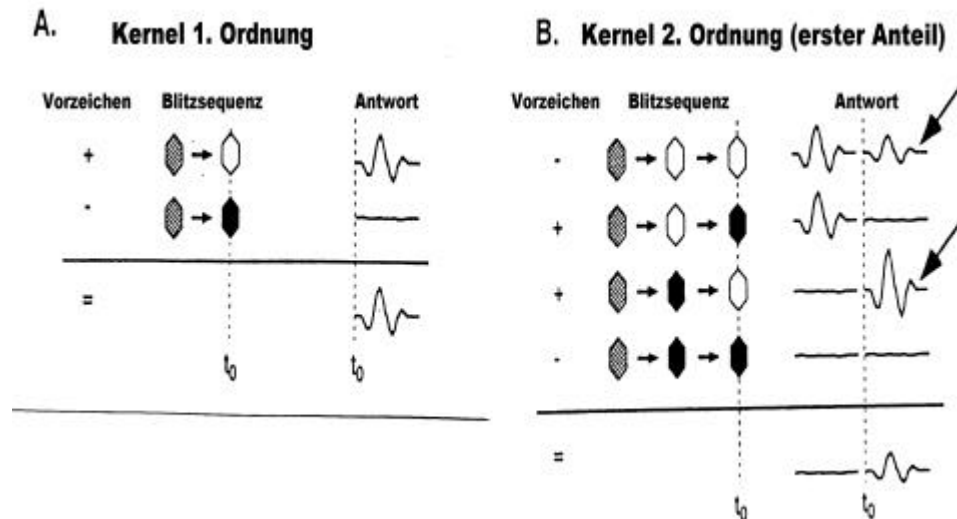 A. Kernel 1. Ordnung
Vorzeichen Blitzsequenz Antwort
+
-
=
t₀ t₀
B. Kernel 2. Ordnung (erster Anteil)
Vorzeichen Blitzsequenz Antwort
-
+
+
-
=
t₀ t₀